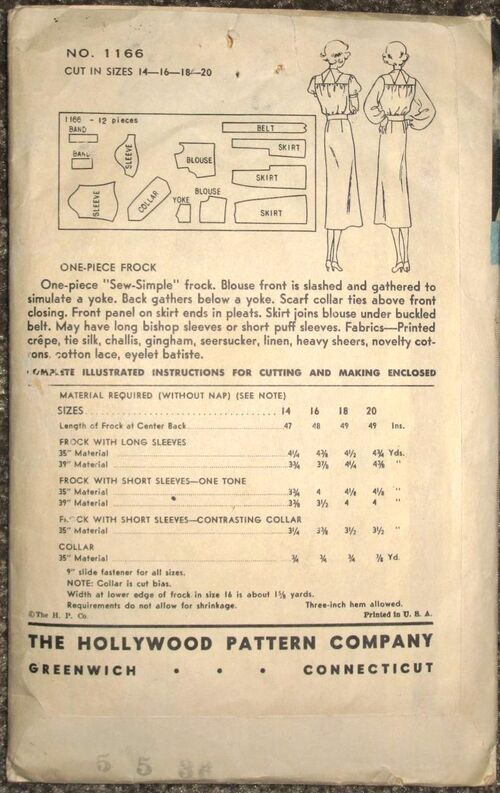 NO. 1166
CUT IN SIZES 14—16—18—20
1166 - 12 pieces
BAND
BAND
SLEEVE
BLOUSE
BELT
SKIRT
SKIRT
SLEEVE
COLLAR
YOKE
BLOUSE
SKIRT
ONE-PIECE FROCK
One-piece "Sew-Simple" frock. Blouse front is slashed and gathered to
simulate a yoke. Back gathers below a yoke. Scarf collar ties above front
closing. Front panel on skirt ends in pleats. Skirt joins blouse under buckled
belt. May have long bishop sleeves or short puff sleeves. Fabrics—Printed
crêpe, tie silk, challis, gingham, seersucker, linen, heavy sheers, novelty cot-
tons, cotton lace, eyelet batiste.
COMPLETE ILLUSTRATED INSTRUCTIONS FOR CUTTING AND MAKING ENCLOSED
MATERIAL REQUIRED (WITHOUT NAP) (SEE NOTE)
SIZES 14 16 18 20
Length of Frock at Center Back 47 48 49 49 Ins.
FROCK WITH LONG SLEEVES
35" Material 4¼ 4⅜ 4½ 4¾ Yds.
39" Material 3¾ 3⅞ 4¼ 4⅜ "
FROCK WITH SHORT SLEEVES—ONE TONE
35" Material 3¾ 4 4⅛ 4⅛ "
39" Material 3⅜ 3½ 4 4 "
FROCK WITH SHORT SLEEVES—CONTRASTING COLLAR
35" Material 3¼ 3⅜ 3½ 3½ "
COLLAR
35" Material ¾ ¾ ¾ ⅞ Yd.
9" slide fastener for all sizes.
NOTE: Collar is cut bias.
Width at lower edge of frock in size 16 is about 1⅝ yards.
Requirements do not allow for shrinkage. Three-inch hem allowed.
©The H. P. Co. Printed in U. S. A.
THE HOLLYWOOD PATTERN COMPANY
GREENWICH • • • CONNECTICUT
5 5 3